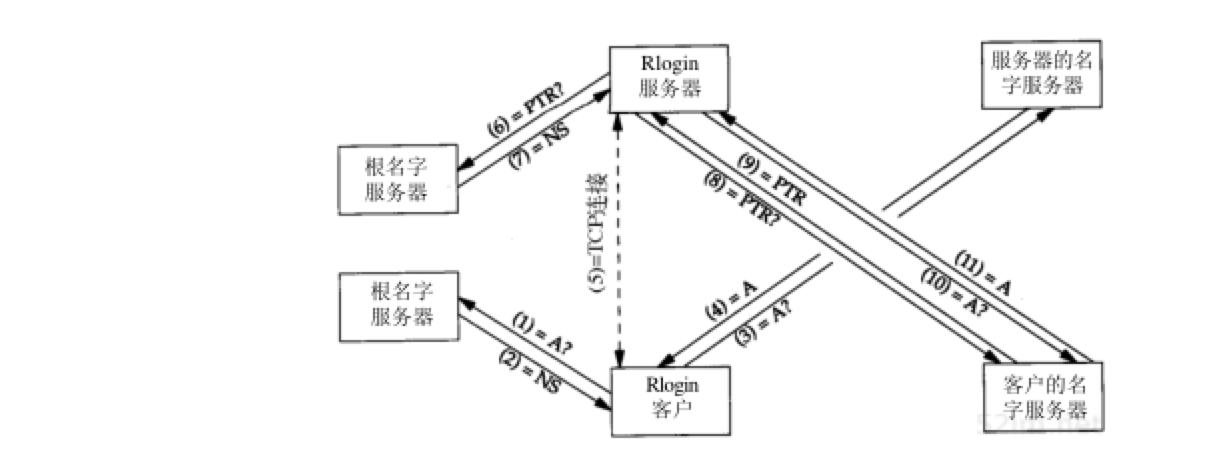 Rlogin
服务器
服务器的名
字服务器
(6) = PTR?
(7) = NS
根名字
服务器
(9) = PTR
(8) = PTR?
(5)=TCP连接
根名字
服务器
(1) = A?
(2) = NS
(4) = A
(3) = A?
(11) = A
(10) = A?
Rlogin
客户
客户的名
字服务器